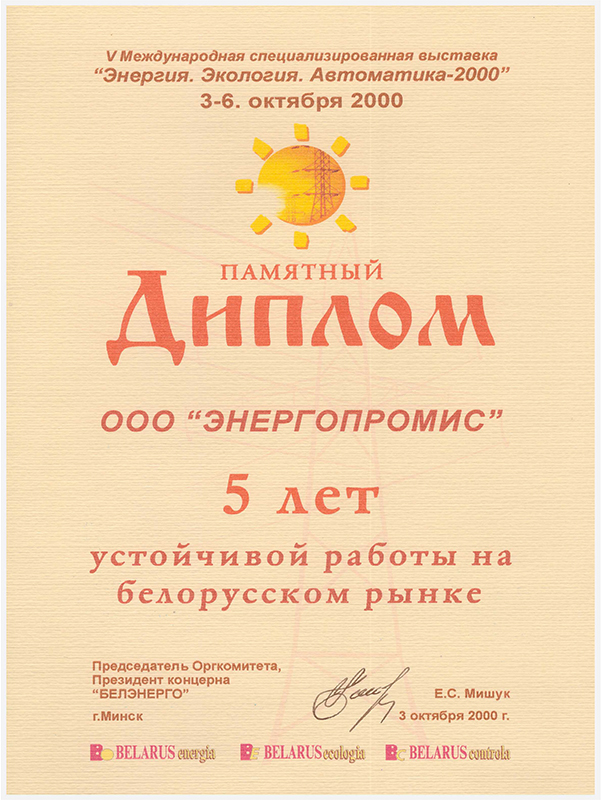 V Международная специализированная выставка
“Энергия. Экология. Автоматика-2000”
3-6. октября 2000
ПАМЯТНЫЙ
Диплом
ООО “ЭНЕРГОПРОМИС”
5 лет
устойчивой работы на
белорусском рынке
Председатель Оргкомитета,
Президент концерна
“БЕЛЭНЕРГО”
Е.С. Мишук
г.Минск
3 октября 2000 г.
BELARUS energia
BELARUS ecologia
BELARUS controla